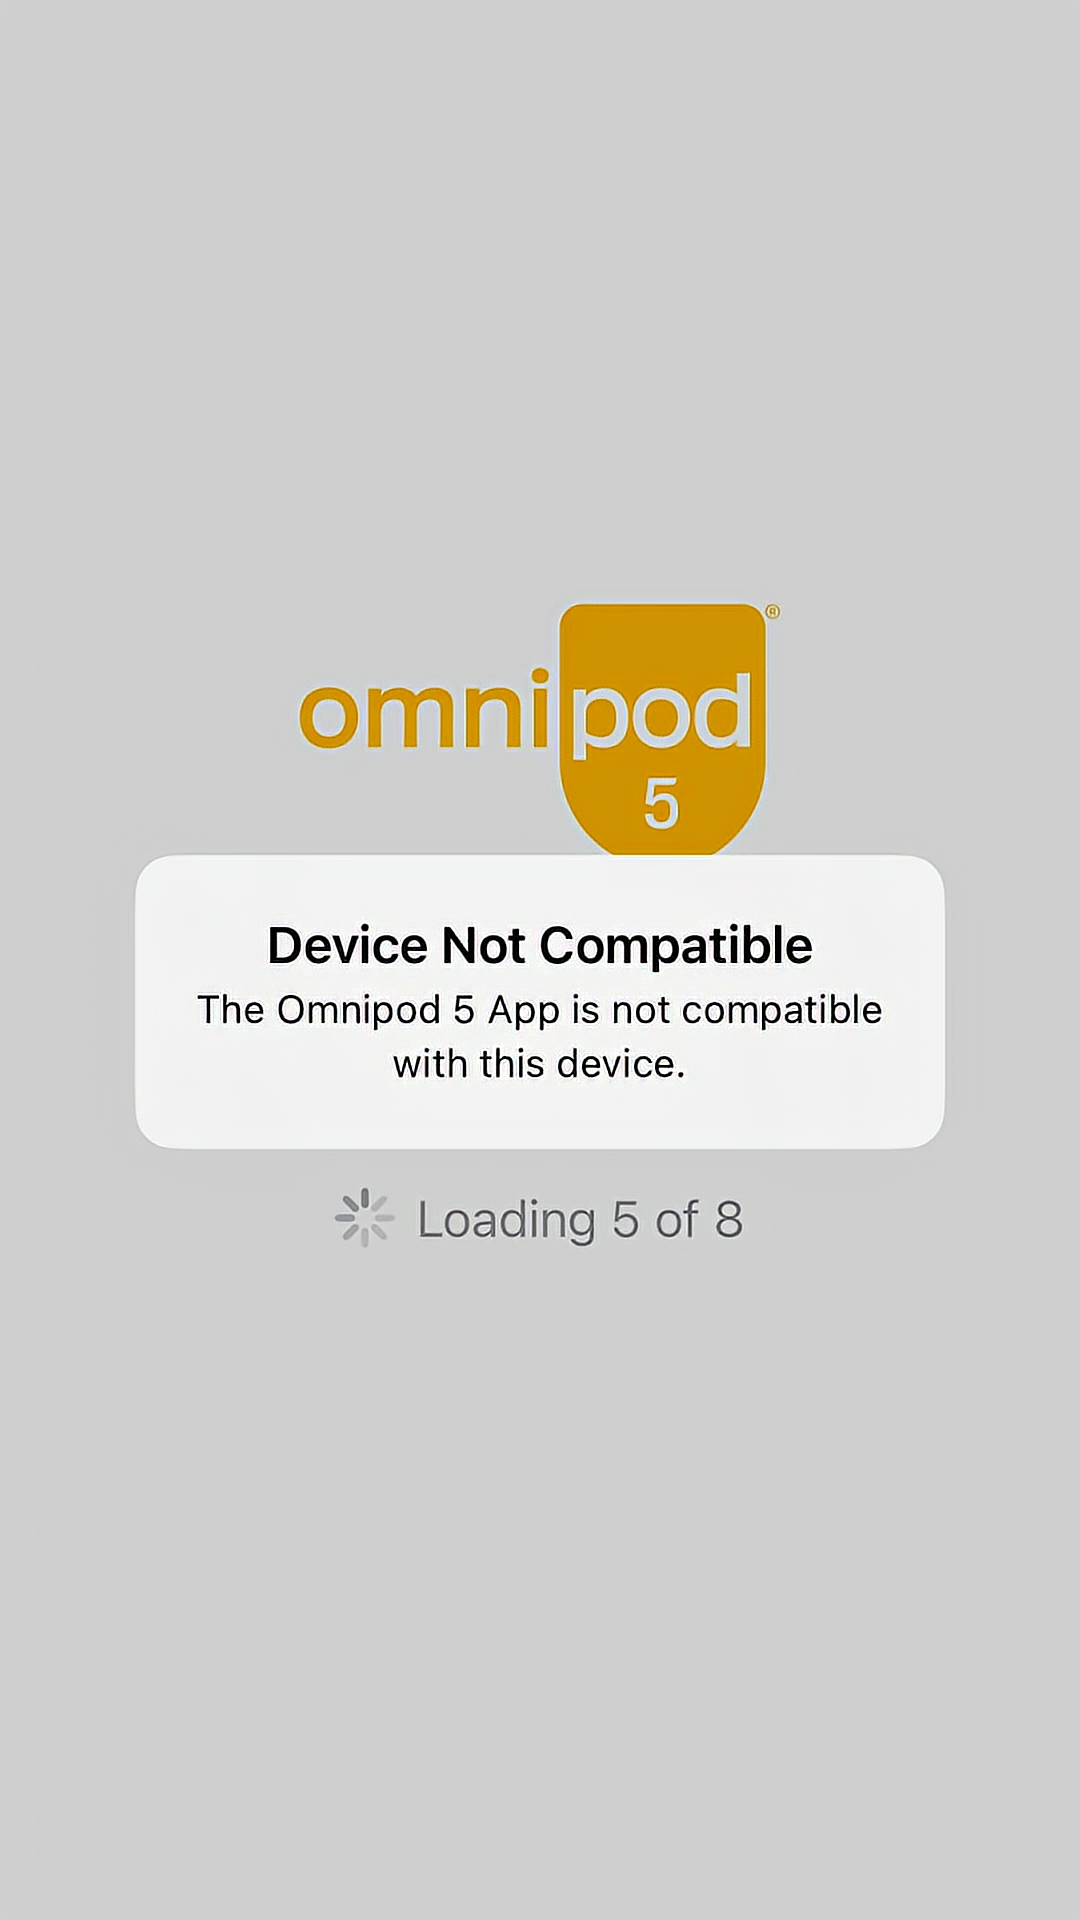 omnipod®
5
Device Not Compatible
The Omnipod 5 App is not compatible
with this device.
Loading 5 of 8